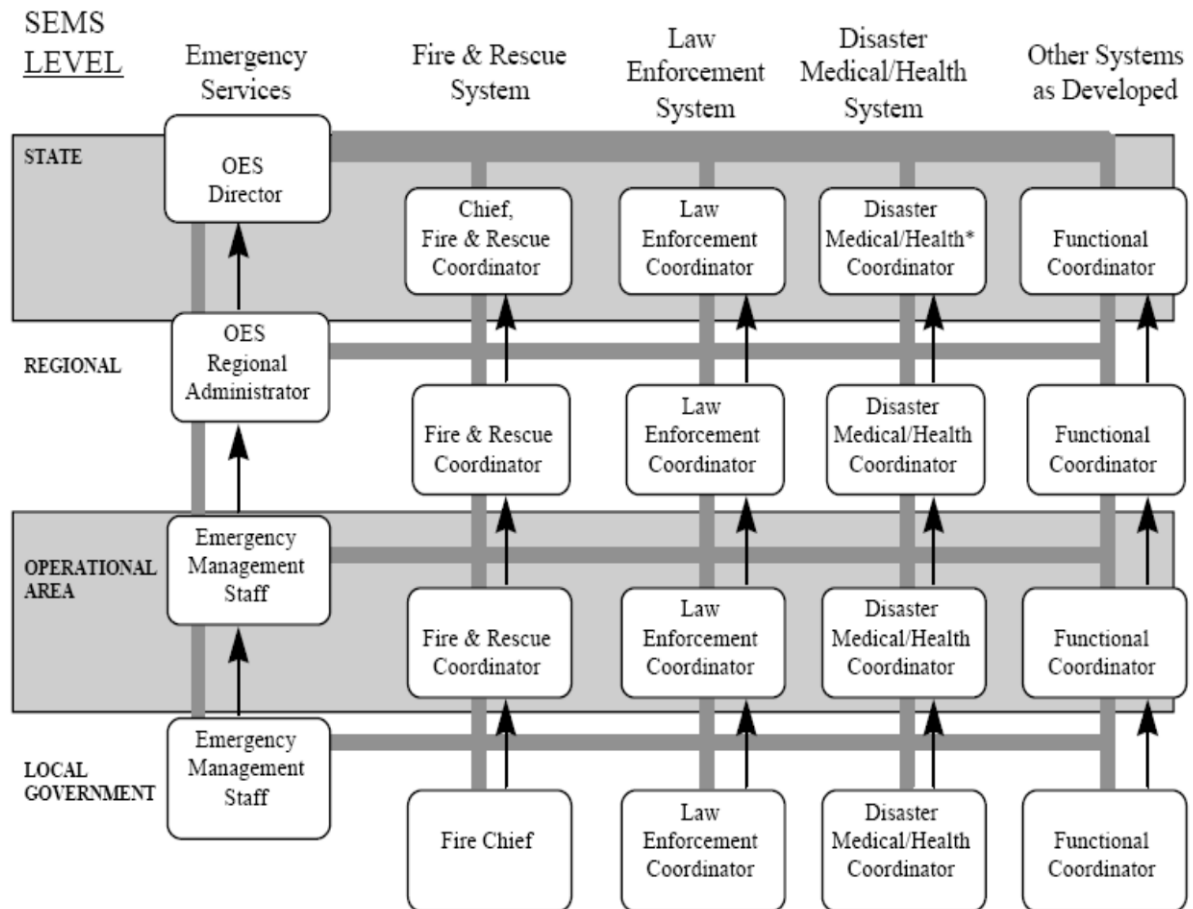 SEMS
LEVEL
Emergency
Services
Fire & Rescue
System
Law
Enforcement
System
Disaster
Medical/Health
System
Other Systems
as Developed
STATE
OES
Director
Chief,
Fire & Rescue
Coordinator
Law
Enforcement
Coordinator
Disaster
Medical/Health*
Coordinator
Functional
Coordinator
REGIONAL
OES
Regional
Administrator
Fire & Rescue
Coordinator
Law
Enforcement
Coordinator
Disaster
Medical/Health
Coordinator
Functional
Coordinator
OPERATIONAL
AREA
Emergency
Management
Staff
Fire & Rescue
Coordinator
Law
Enforcement
Coordinator
Disaster
Medical/Health
Coordinator
Functional
Coordinator
LOCAL
GOVERNMENT
Emergency
Management
Staff
Fire Chief
Law
Enforcement
Coordinator
Disaster
Medical/Health
Coordinator
Functional
Coordinator